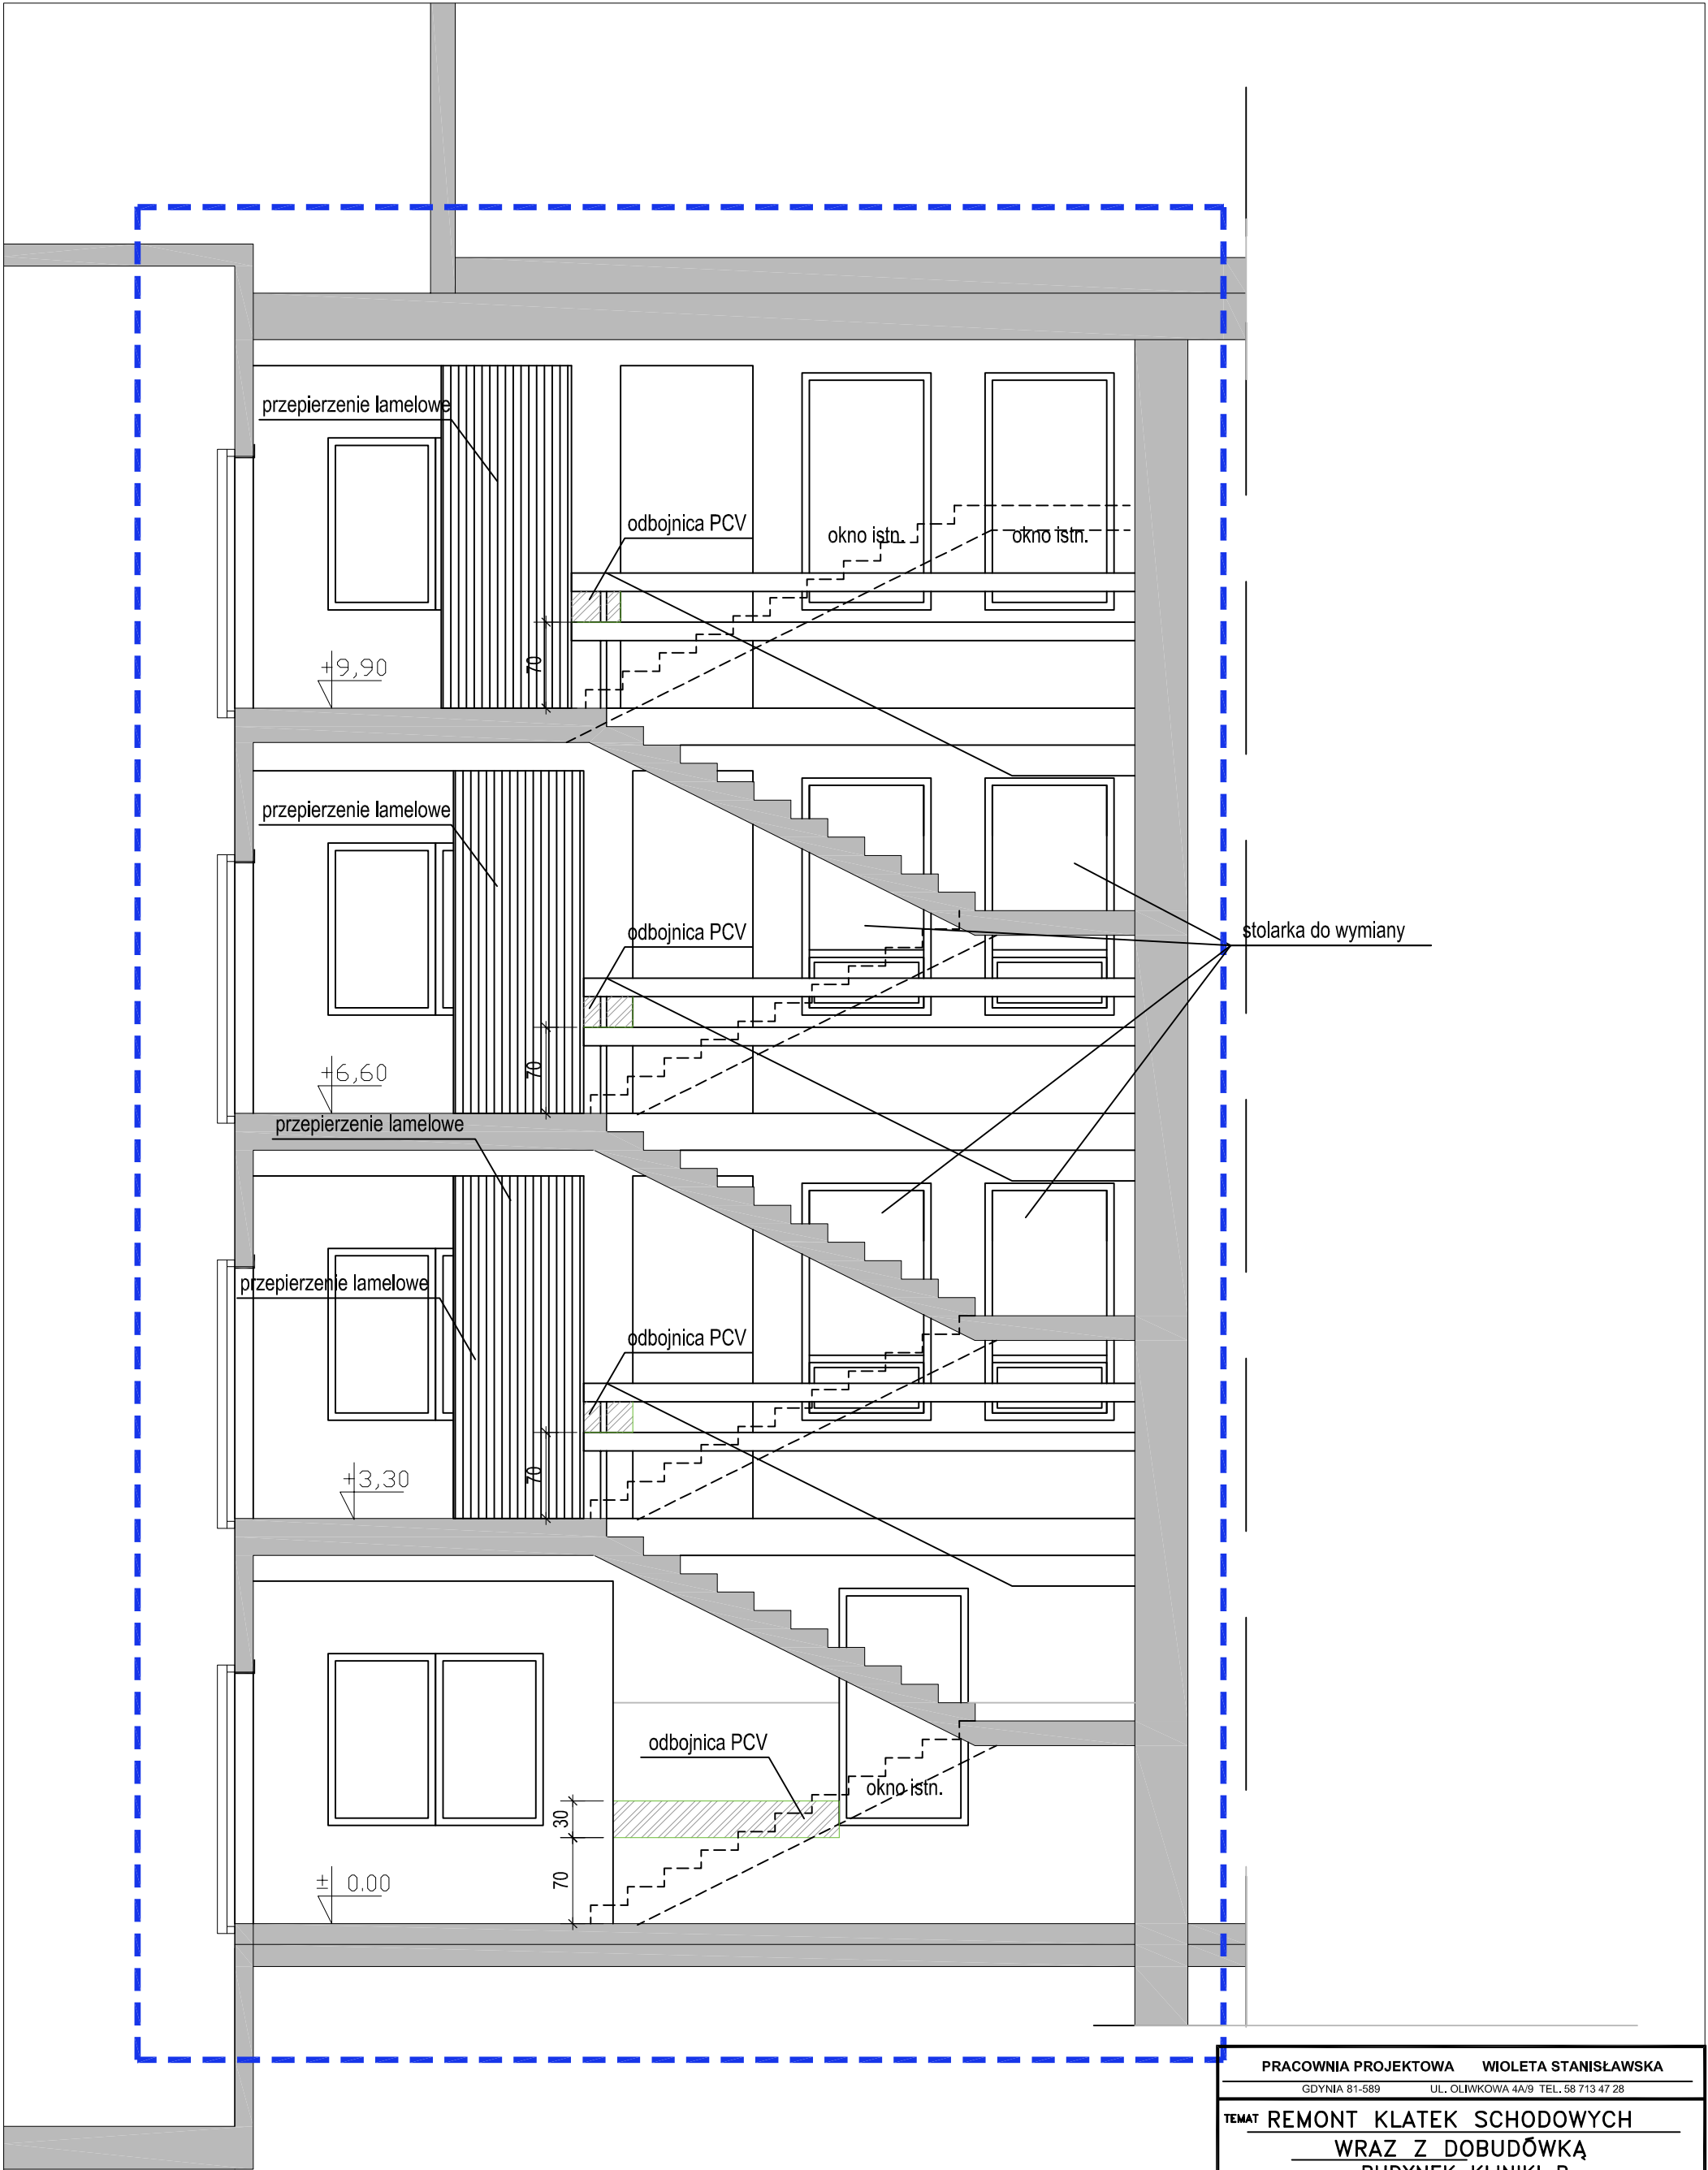 przepierzenie lamelowe
odbojnica PCV
okno istn.
okno istn.
70
+9,90
przepierzenie lamelowe
odbojnica PCV
stolarka do wymiany
70
+6,60
przepierzenie lamelowe
przepierzenie lamelowe
odbojnica PCV
70
+3,30
odbojnica PCV
okno istn.
30
70
± 0.00
PRACOWNIA PROJEKTOWA WIOLETA STANISŁAWSKA
GDYNIA 81-589 UL. OLIWKOWA 4A/9 TEL. 58 713 47 28
TEMAT REMONT KLATEK SCHODOWYCH
WRAZ Z DOBUDÓWKĄ
BUDYNEK KLINIKI B